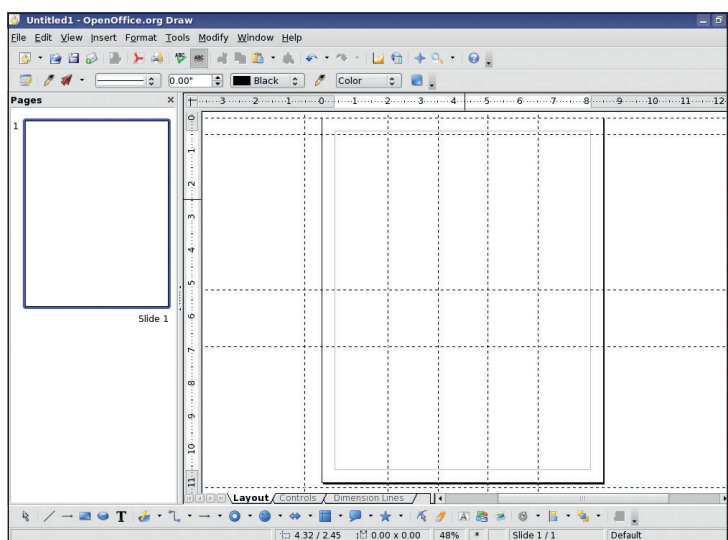 Untitled1 - OpenOffice.org Draw
File Edit View Insert Format Tools Modify Window Help
ABC ABC
0.00" Black Color
Pages
3 2 1 0 1 2 3 4 5 6 7 8 9 10 11 12
1
0
1
2
3
4
5
6
7
8
9
10
11
Slide 1
Layout Controls Dimension Lines
T A
4.32 / 2.45 0.00 x 0.00 48% * Slide 1 / 1 Default